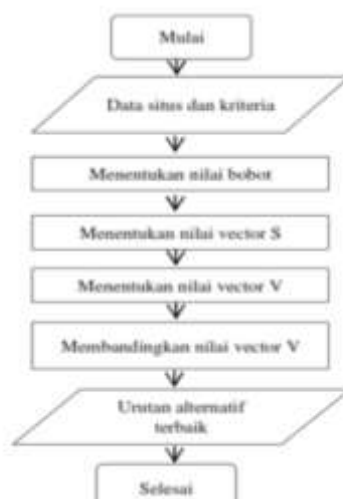 Mulai
Data situs dan kriteria
Menentukan nilai bobot
Menentukan nilai vector S
Menentukan nilai vector V
Membandingkan nilai vector V
Urutan alternatif
terbaik
Selesai